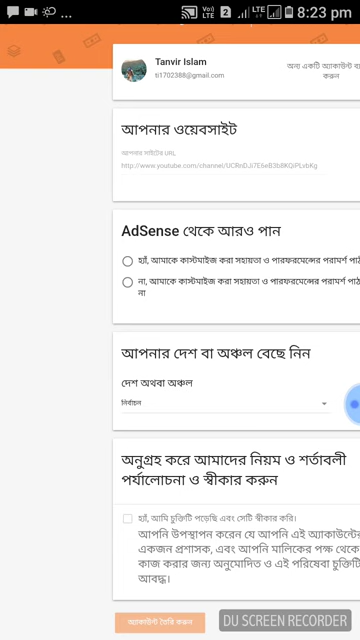 8:23 pm
Tanvir Islam
ti1702388@gmail.com
অন্য একটি অ্যাকাউন্ট
করুন
আপনার ওয়েবসাইট
আপনার সাইটের URL
AdSense থেকে আরও পান
হ্যাঁ, আমাকে কাস্টমাইজ করা সহায়তা ও পারফরমেন্সের পরামর্শ
না, আমাকে কাস্টমাইজ করা সহায়তা ও পারফরমেন্সের পরামর্শ
না
আপনার দেশ বা অঞ্চল বেছে নিন
দেশ অথবা অঞ্চল
নির্বাচন
অনুগ্রহ করে আমাদের নিয়ম ও শর্তাবলী
পর্যালোচনা ও স্বীকার করুন
হ্যাঁ, আমি চুক্তিটি পড়েছি এবং সেটি স্বীকার করি।
আপনি উপস্থাপন করেন যে আপনি এই অ্যাকাউন্টের
একজন প্রশাসক, এবং আপনি মালিকের পক্ষ থেকে
কাজ করার জন্য অনুমোদিত ও এই পরিষেবা চুক্তিটি
আবদ্ধ।
অ্যাকাউন্ট তৈরি করুন
DU SCREEN RECORDER